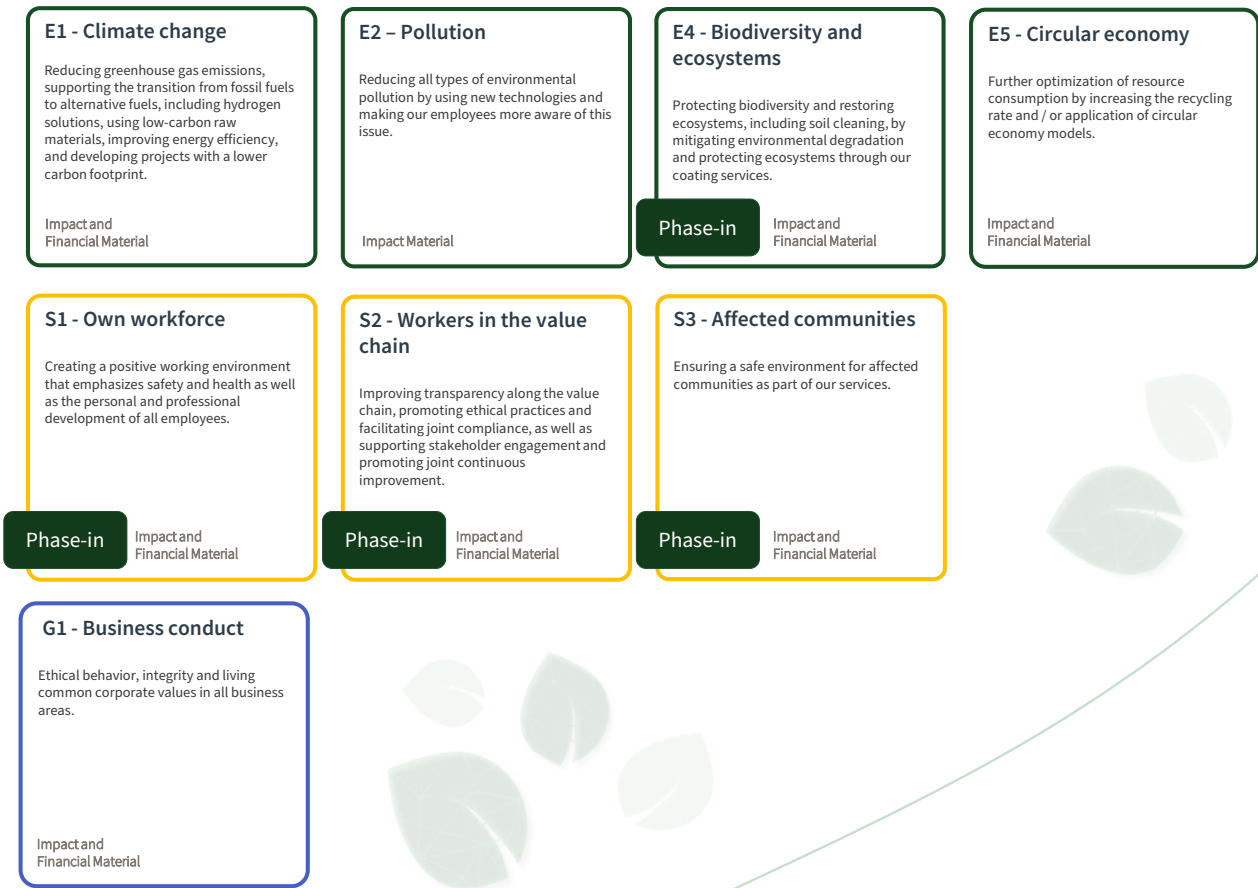 E1 - Climate change
Reducing greenhouse gas emissions,
supporting the transition from fossil fuels
to alternative fuels, including hydrogen
solutions, using low-carbon raw
materials, improving energy efficiency,
and developing projects with a lower
carbon footprint.
Impact and
Financial Material
E2 – Pollution
Reducing all types of environmental
pollution by using new technologies and
making our employees more aware of this
issue.
Impact Material
E4 - Biodiversity and
ecosystems
Protecting biodiversity and restoring
ecosystems, including soil cleaning, by
mitigating environmental degradation
and protecting ecosystems through our
coating services.
Phase-in
Impact and
Financial Material
E5 - Circular economy
Further optimization of resource
consumption by increasing the recycling
rate and / or application of circular
economy models.
Impact and
Financial Material
S1 - Own workforce
Creating a positive working environment
that emphasizes safety and health as well
as the personal and professional
development of all employees.
Phase-in
Impact and
Financial Material
S2 - Workers in the value
chain
Improving transparency along the value
chain, promoting ethical practices and
facilitating joint compliance, as well as
supporting stakeholder engagement and
promoting joint continuous
improvement.
Phase-in
Impact and
Financial Material
S3 - Affected communities
Ensuring a safe environment for affected
communities as part of our services.
Phase-in
Impact and
Financial Material
G1 - Business conduct
Ethical behavior, integrity and living
common corporate values in all business
areas.
Impact and
Financial Material